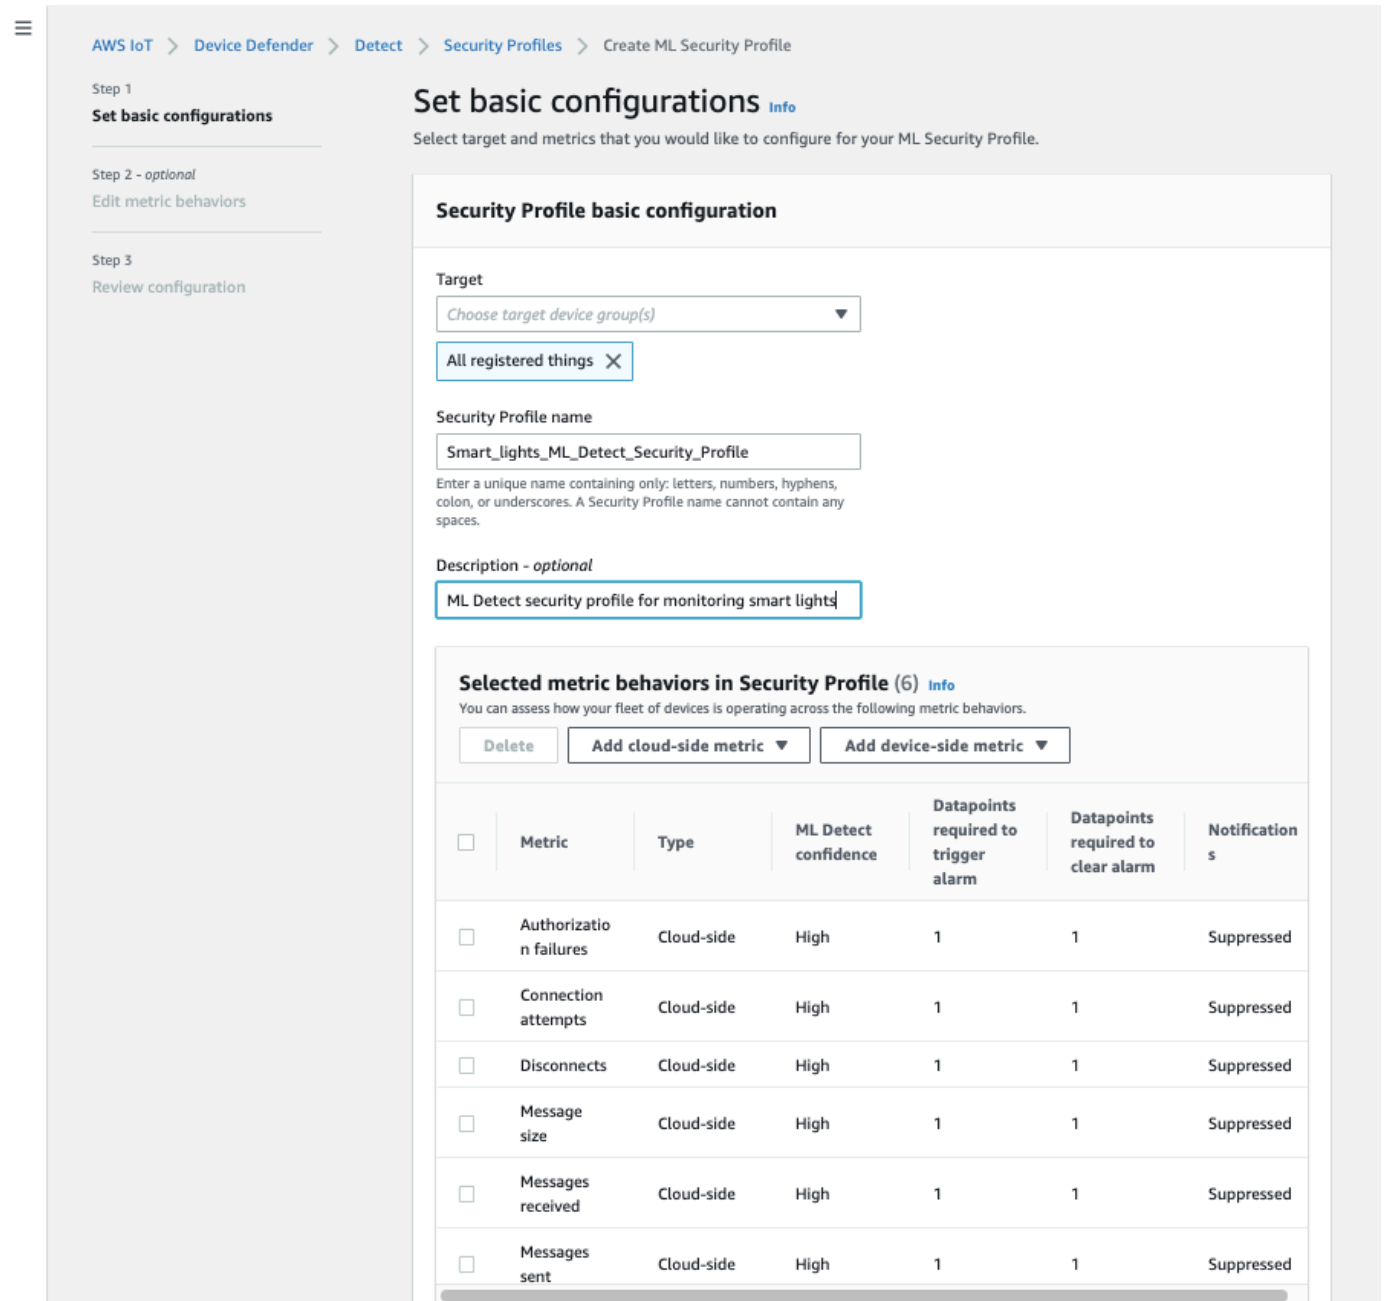 AWS IoT > Device Defender > Detect > Security Profiles > Create ML Security Profile
Step 1
Set basic configurations
Step 2 - optional
Edit metric behaviors
Step 3
Review configuration
Set basic configurations Info
Select target and metrics that you would like to configure for your ML Security Profile.
Security Profile basic configuration
Target
Choose target device group(s)
All registered things
Security Profile name
Smart_lights_ML_Detect_Security_Profile
Enter a unique name containing only: letters, numbers, hyphens,
colon, or underscores. A Security Profile name cannot contain any
spaces.
Description - optional
ML Detect security profile for monitoring smart lights
Selected metric behaviors in Security Profile (6) Info
You can assess how your fleet of devices is operating across the following metric behaviors.
Delete Add cloud-side metric Add device-side metric
Metric
Type
ML Detect
confidence
Datapoints
required to
trigger
alarm
Datapoints
required to
clear alarm
Notification
s
Authorizatio
n failures
Cloud-side High 1 1 Suppressed
Connection
attempts
Cloud-side High 1 1 Suppressed
Disconnects Cloud-side High 1 1 Suppressed
Message
size
Cloud-side High 1 1 Suppressed
Messages
received
Cloud-side High 1 1 Suppressed
Messages
sent
Cloud-side High 1 1 Suppressed